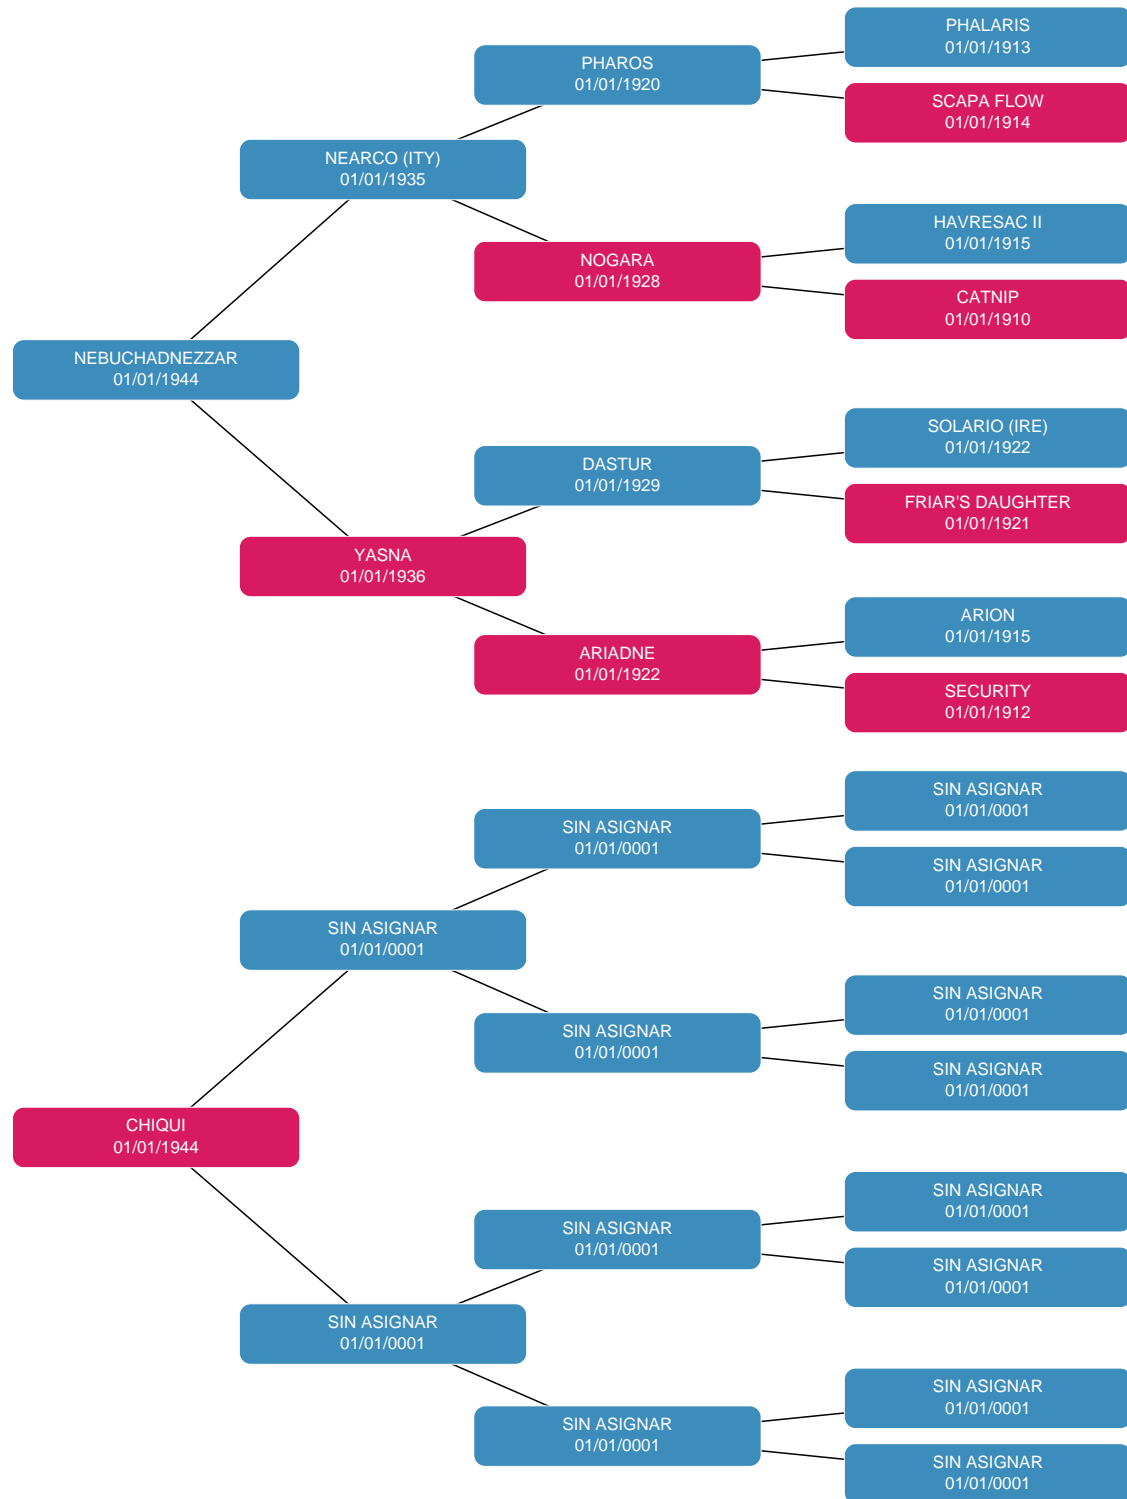 PHALARIS
01/01/1913
PHAROS
01/01/1920
SCAPA FLOW
01/01/1914
NEARCO (ITY)
01/01/1935
HAVRESAC II
01/01/1915
NOGARA
01/01/1928
CATNIP
01/01/1910
NEBUCHADNEZZAR
01/01/1944
SOLARIO (IRE)
01/01/1922
DASTUR
01/01/1929
FRIAR'S DAUGHTER
01/01/1921
YASNA
01/01/1936
ARION
01/01/1915
ARIADNE
01/01/1922
SECURITY
01/01/1912
SIN ASIGNAR
01/01/0001
SIN ASIGNAR
01/01/0001
SIN ASIGNAR
01/01/0001
SIN ASIGNAR
01/01/0001
SIN ASIGNAR
01/01/0001
SIN ASIGNAR
01/01/0001
SIN ASIGNAR
01/01/0001
CHIQUI
01/01/1944
SIN ASIGNAR
01/01/0001
SIN ASIGNAR
01/01/0001
SIN ASIGNAR
01/01/0001
SIN ASIGNAR
01/01/0001
SIN ASIGNAR
01/01/0001
SIN ASIGNAR
01/01/0001
SIN ASIGNAR
01/01/0001